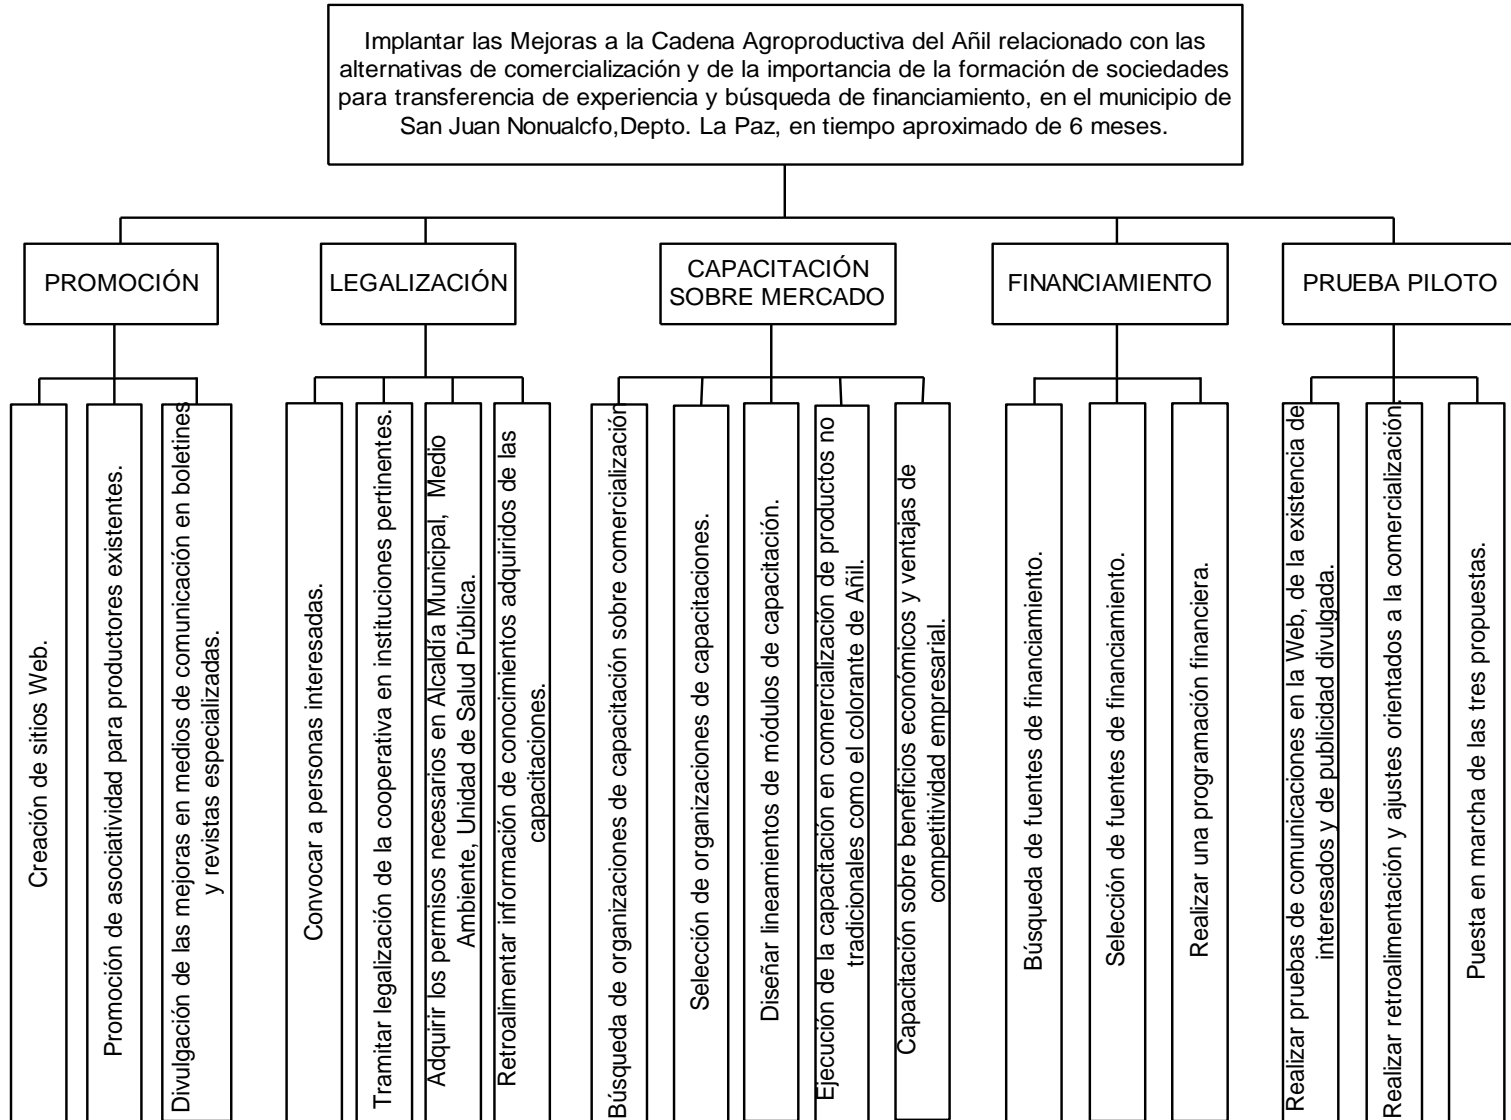 Implantar las Mejoras a la Cadena Agroproductiva del Añil relacionado con las
alternativas de comercialización y de la importancia de la formación de sociedades
para transferencia de experiencia y búsqueda de financiamiento, en el municipio de
San Juan Nonualcfo,Depto. La Paz, en tiempo aproximado de 6 meses.
PROMOCIÓN
LEGALIZACIÓN
CAPACITACIÓN
SOBRE MERCADO
FINANCIAMIENTO
PRUEBA PILOTO
Creación de sitios Web.
Promoción de asociatividad para productores existentes.
Divulgación de las mejoras en medios de comunicación en boletines
y revistas especializadas.
Convocar a personas interesadas.
Tramitar legalización de la cooperativa en instituciones pertinentes.
Adquirir los permisos necesarios en Alcaldía Municipal, Medio
Ambiente, Unidad de Salud Pública.
Retroalimentar información de conocimientos adquiridos de las
capacitaciones.
Búsqueda de organizaciones de capacitación sobre comercialización
Selección de organizaciones de capacitaciones.
Diseñar lineamientos de módulos de capacitación.
Ejecución de la capacitación en comercialización de productos no
tradicionales como el colorante de Añil.
Capacitación sobre beneficios económicos y ventajas de
competitividad empresarial.
Búsqueda de fuentes de financiamiento.
Selección de fuentes de financiamiento.
Realizar una programación financiera.
Realizar pruebas de comunicaciones en la Web, de la existencia de
interesados y de publicidad divulgada.
Realizar retroalimentación y ajustes orientados a la comercialización.
Puesta en marcha de las tres propuestas.